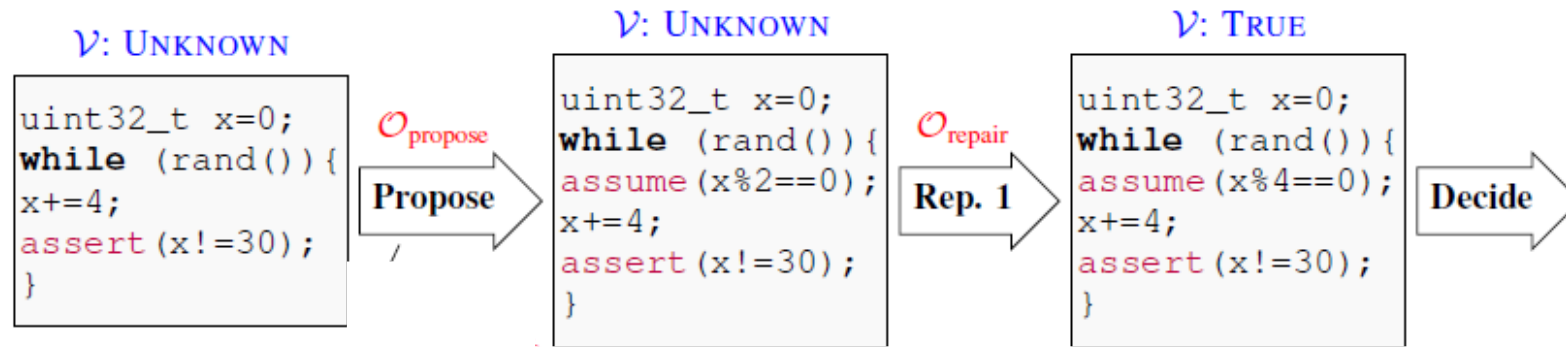 𝒱: UNKNOWN
uint32_t x=0;
while (rand()){
x+=4;
assert(x!=30);
}
𝒪propose
Propose
𝒱: UNKNOWN
uint32_t x=0;
while (rand()){
assume(x%2==0);
x+=4;
assert(x!=30);
}
𝒪repair
Rep. 1
𝒱: TRUE
uint32_t x=0;
while (rand()){
assume(x%4==0);
x+=4;
assert(x!=30);
}
Decide